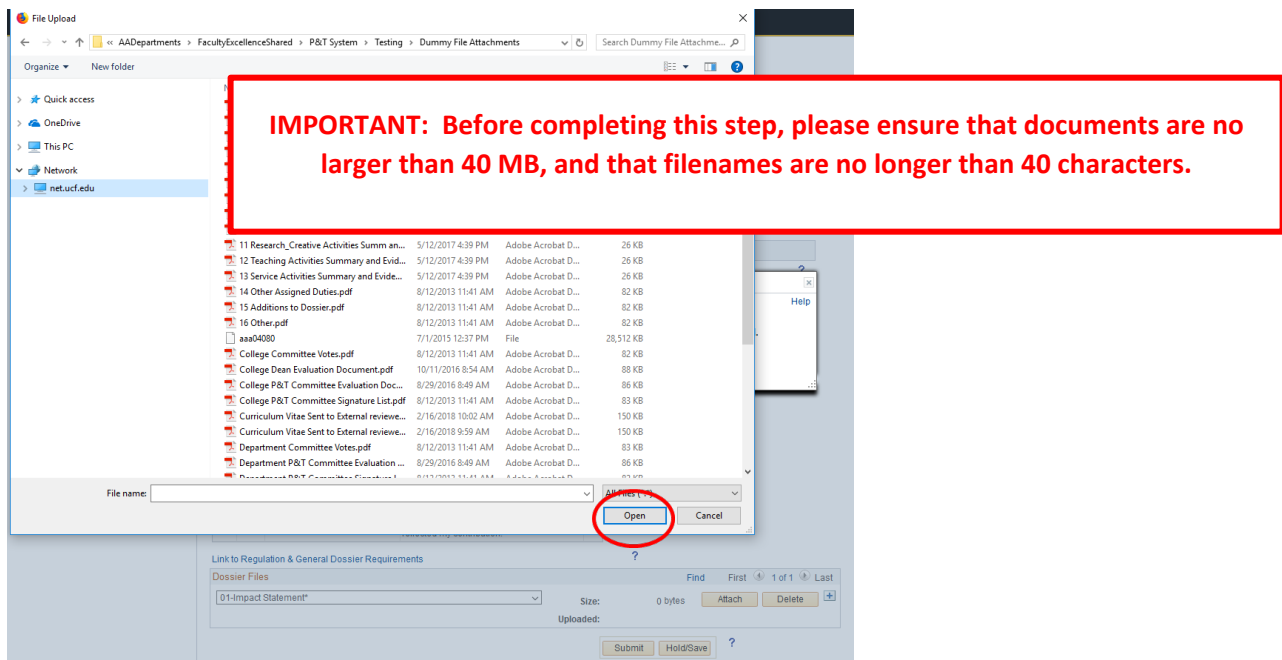 File Upload
« AADepartments > FacultyExcellenceShared > P&T System > Testing > Dummy File Attachments
Search Dummy File Attachme...
Organize New folder
Quick access
OneDrive
This PC
Network
net.ucf.edu
IMPORTANT: Before completing this step, please ensure that documents are no
larger than 40 MB, and that filenames are no longer than 40 characters.
11 Research_Creative Activities Summ an... 5/12/2017 4:39 PM Adobe Acrobat D... 26 KB
12 Teaching Activities Summary and Evid... 5/12/2017 4:39 PM Adobe Acrobat D... 26 KB
13 Service Activities Summary and Evide... 5/12/2017 4:39 PM Adobe Acrobat D... 26 KB
14 Other Assigned Duties.pdf 8/12/2013 11:41 AM Adobe Acrobat D... 82 KB
15 Additions to Dossier.pdf 8/12/2013 11:41 AM Adobe Acrobat D... 82 KB
16 Other.pdf 8/12/2013 11:41 AM Adobe Acrobat D... 82 KB
aaa04080 7/1/2015 12:37 PM File 28,512 KB
College Committee Votes.pdf 8/12/2013 11:41 AM Adobe Acrobat D... 82 KB
College Dean Evaluation Document.pdf 10/11/2016 8:54 AM Adobe Acrobat D... 88 KB
College P&T Committee Evaluation Doc... 8/29/2016 8:49 AM Adobe Acrobat D... 86 KB
College P&T Committee Signature List.pdf 8/12/2013 11:41 AM Adobe Acrobat D... 83 KB
Curriculum Vitae Sent to External reviewe... 2/16/2018 10:02 AM Adobe Acrobat D... 150 KB
Curriculum Vitae Sent to External reviewe... 2/16/2018 9:59 AM Adobe Acrobat D... 150 KB
Department Committee Votes.pdf 8/12/2013 11:41 AM Adobe Acrobat D... 83 KB
Department P&T Committee Evaluation ... 8/29/2016 8:49 AM Adobe Acrobat D... 86 KB
Help
File name:
All Files (*.*)
Open Cancel
Link to Regulation & General Dossier Requirements ?
Dossier Files Find First 1 of 1 Last
01-Impact Statement* Size: 0 bytes Attach Delete +
Uploaded:
Submit Hold/Save ?